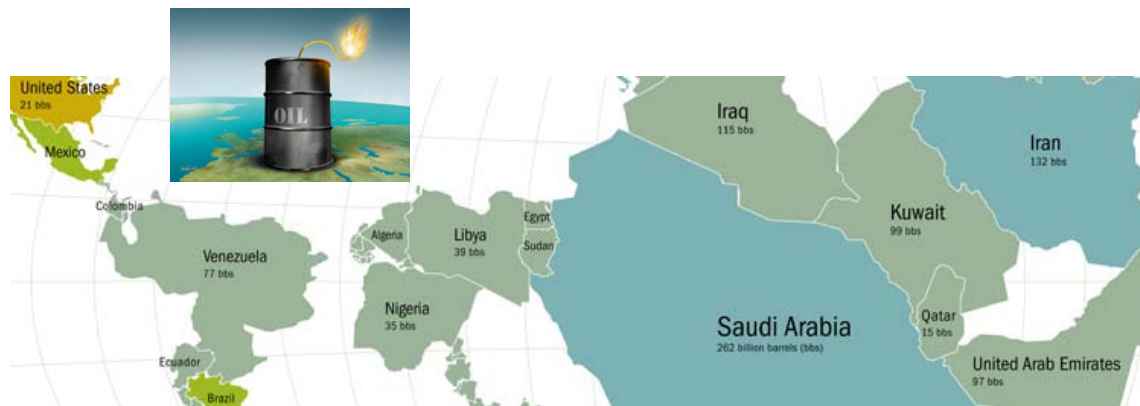 United States
21 bbs
Mexico
OIL
Colombia
Venezuela
77 bbs
Ecuador
Brazil
Algeria
Libya
39 bbs
Egypt
Sudan
Nigeria
35 bbs
Iraq
115 bbs
Iran
132 bbs
Kuwait
99 bbs
Saudi Arabia
262 billion barrels (bbs)
Qatar
15 bbs
United Arab Emirates
97 bbs